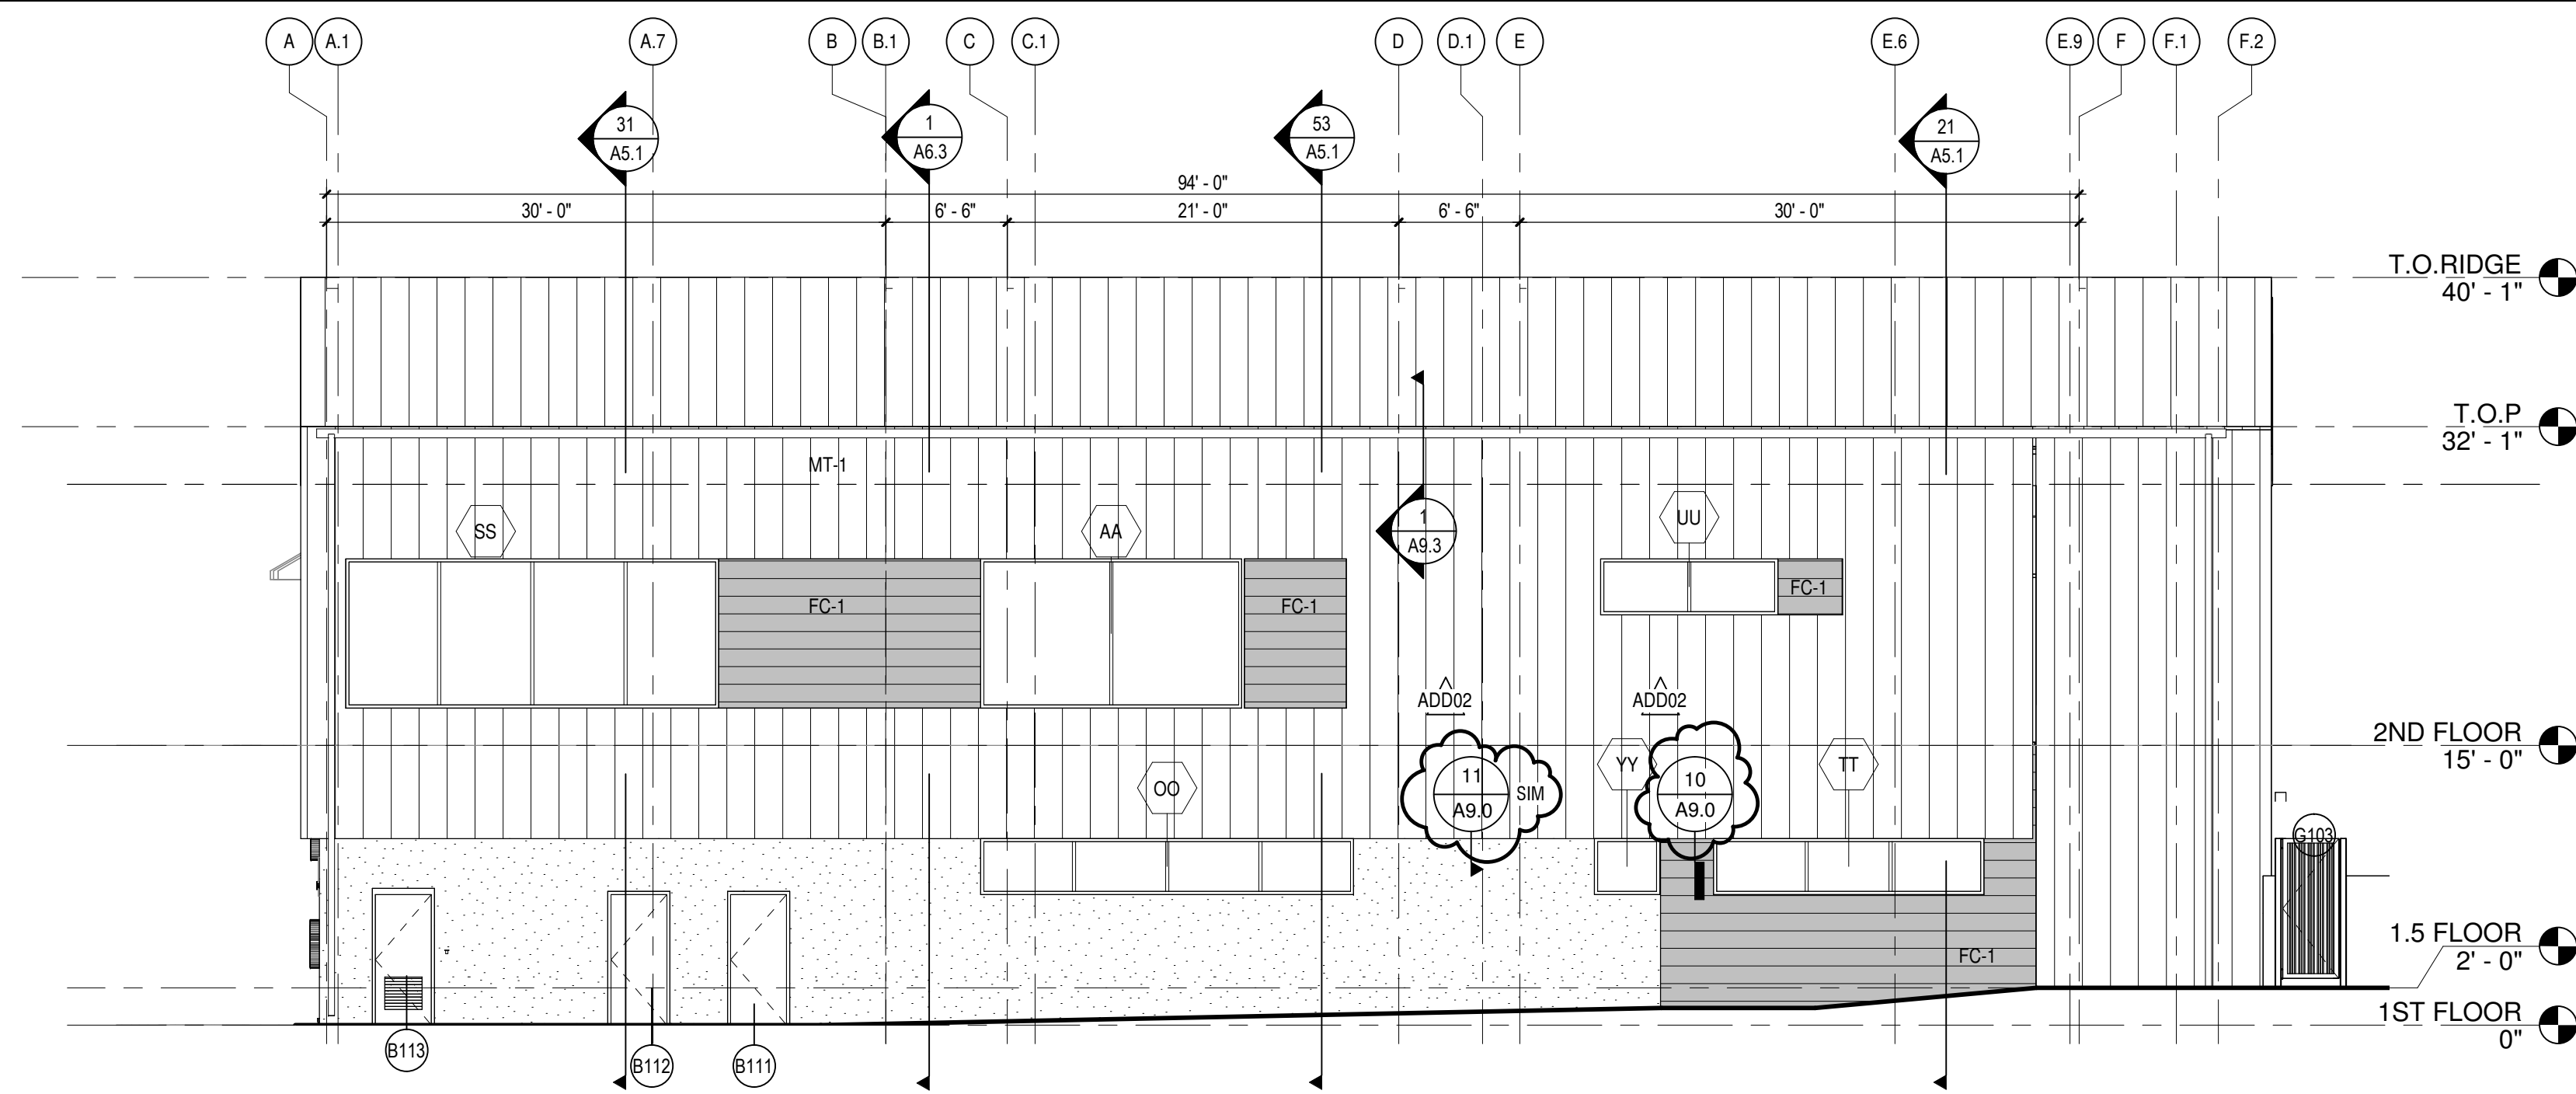 A A.1 A.7 B B.1 C C.1 D D.1 E E.6 E.9 F F.1 F.2
31
A5.1
1
A6.3
53
A5.1
21
A5.1
94' - 0"
30' - 0" 6' - 6" 21' - 0" 6' - 6" 30' - 0"
T.O.RIDGE
40' - 1"
T.O.P
32' - 1"
MT-1
SS AA UU
1
A9.3
FC-1 FC-1 FC-1
ADD02 ADD02
2ND FLOOR
15' - 0"
OO YY TT
11
A9.0
SIM
10
A9.0
G103
1.5 FLOOR
2' - 0"
FC-1
1ST FLOOR
0"
B113 B112 B111